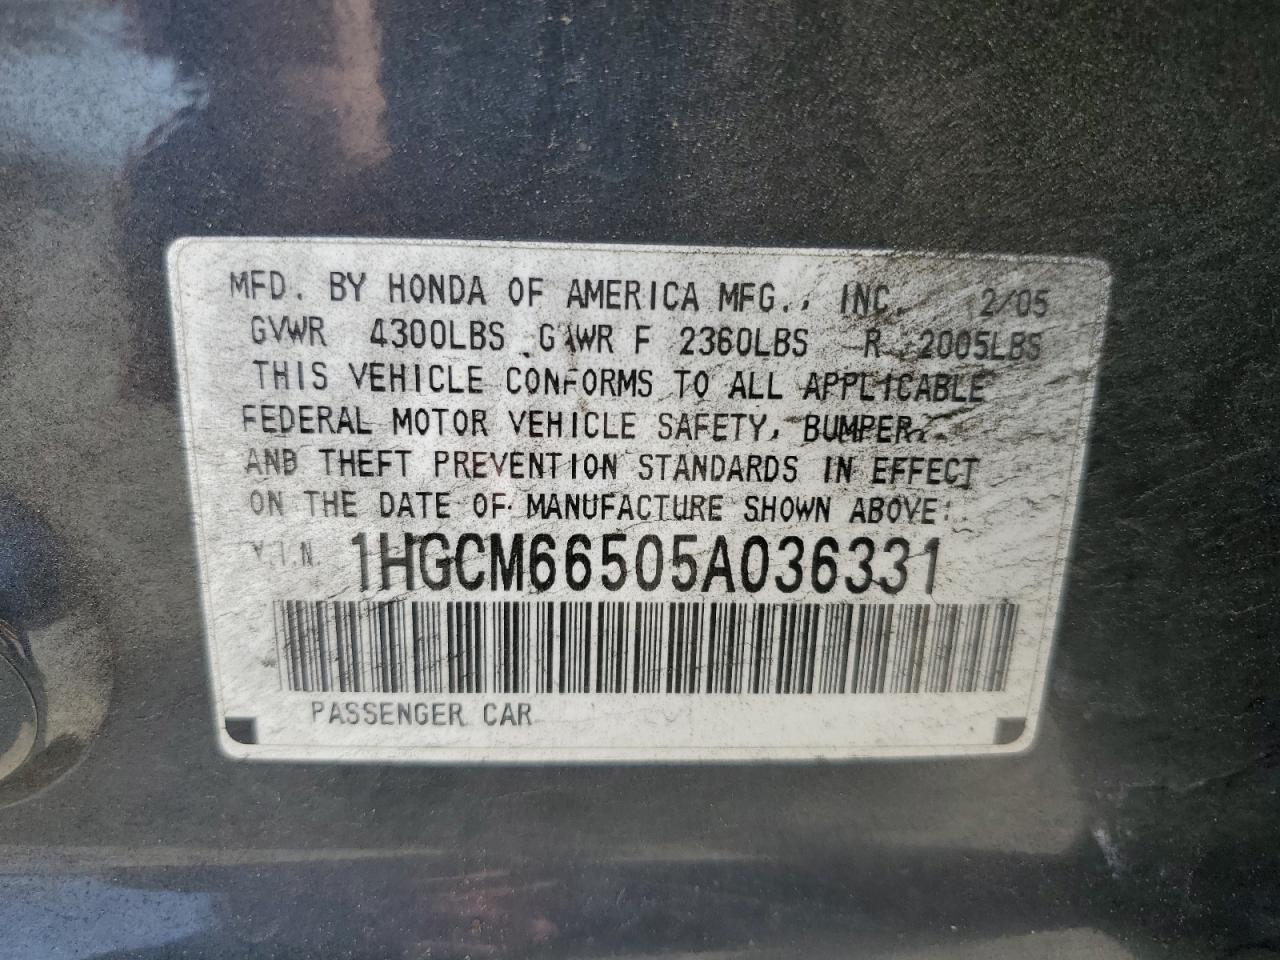 MFD. BY HONDA OF AMERICA MFG., INC. 2/05
GVWR 4300LBS GAWR F 2360LBS R 2005LBS
THIS VEHICLE CONFORMS TO ALL APPLICABLE
FEDERAL MOTOR VEHICLE SAFETY, BUMPER,
AND THEFT PREVENTION STANDARDS IN EFFECT
ON THE DATE OF MANUFACTURE SHOWN ABOVE.
V.I.N. 1HGCM66505A036331
PASSENGER CAR